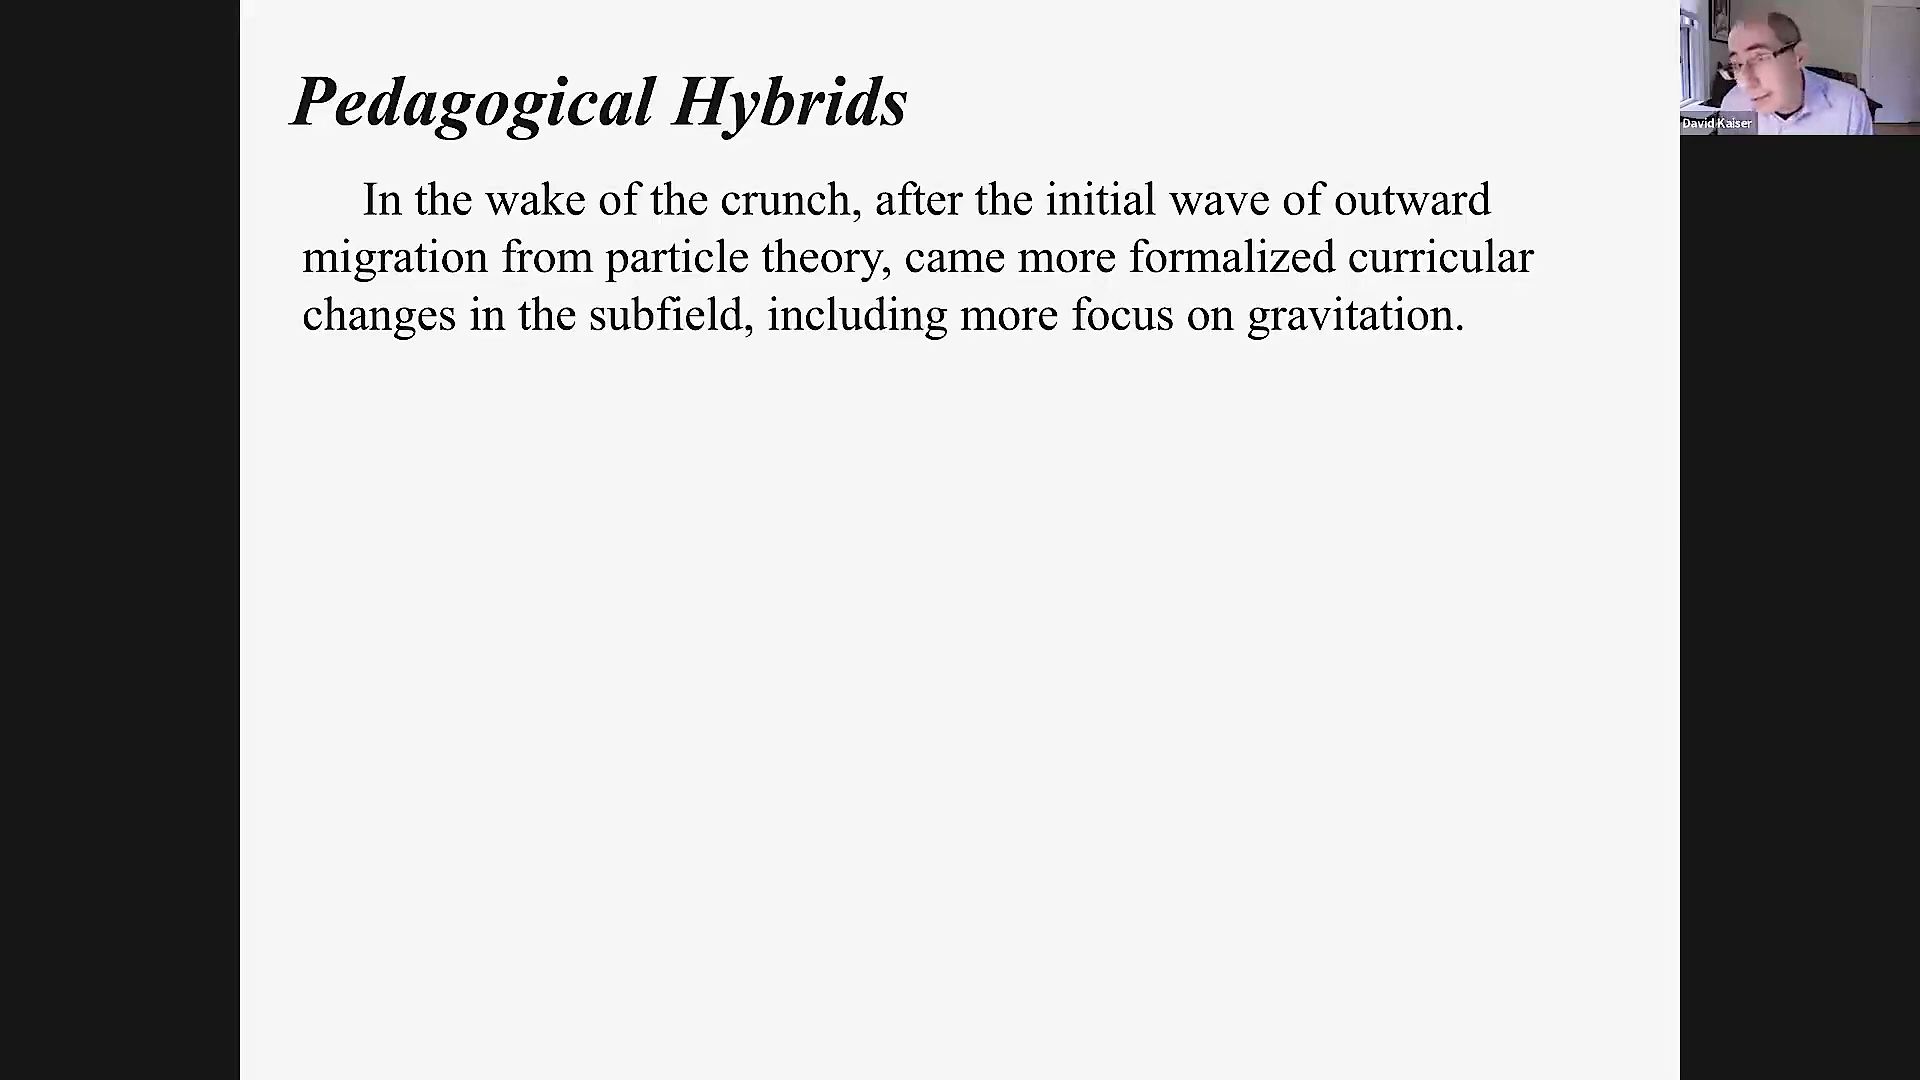 Pedagogical Hybrids
In the wake of the crunch, after the initial wave of outward
migration from particle theory, came more formalized curricular
changes in the subfield, including more focus on gravitation.
David Kaiser